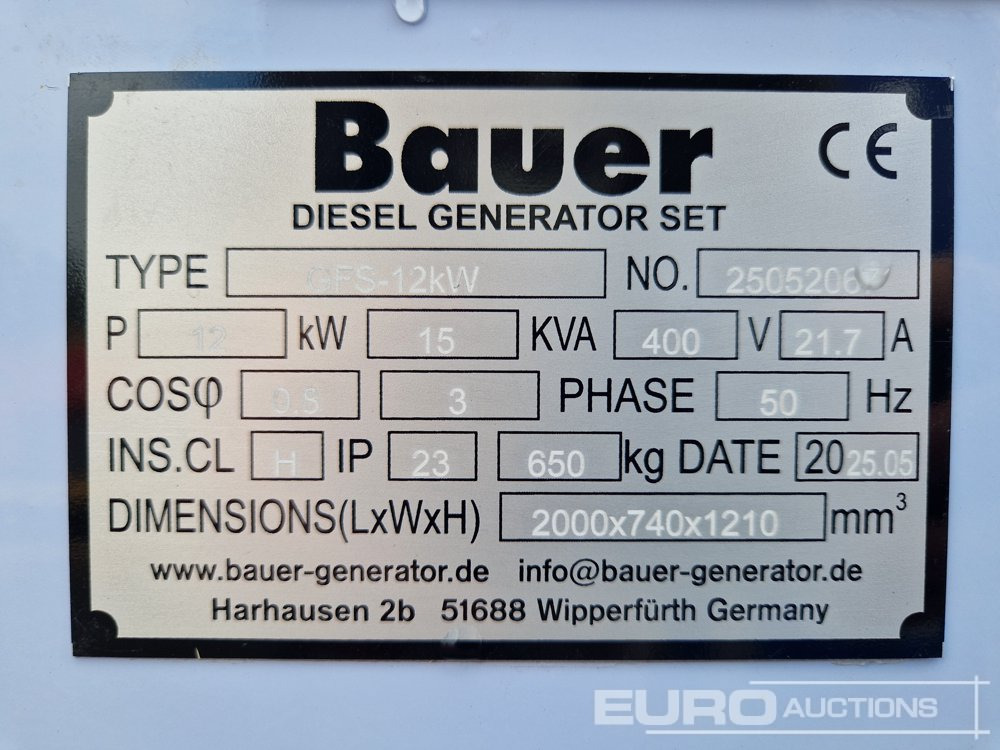 Bauer CE
DIESEL GENERATOR SET
TYPE GFS-12kW NO.
P 12 kW 15 KVA 400 V 21.7 A
COSφ 3 PHASE 50 Hz
INS.CL H IP 23 650 kg DATE 2025.05
DIMENSIONS(LxWxH) 2000x740x1210 mm³
www.bauer-generator.de info@bauer-generator.de
Harhausen 2b 51688 Wipperfürth Germany
EURO AUCTIONS